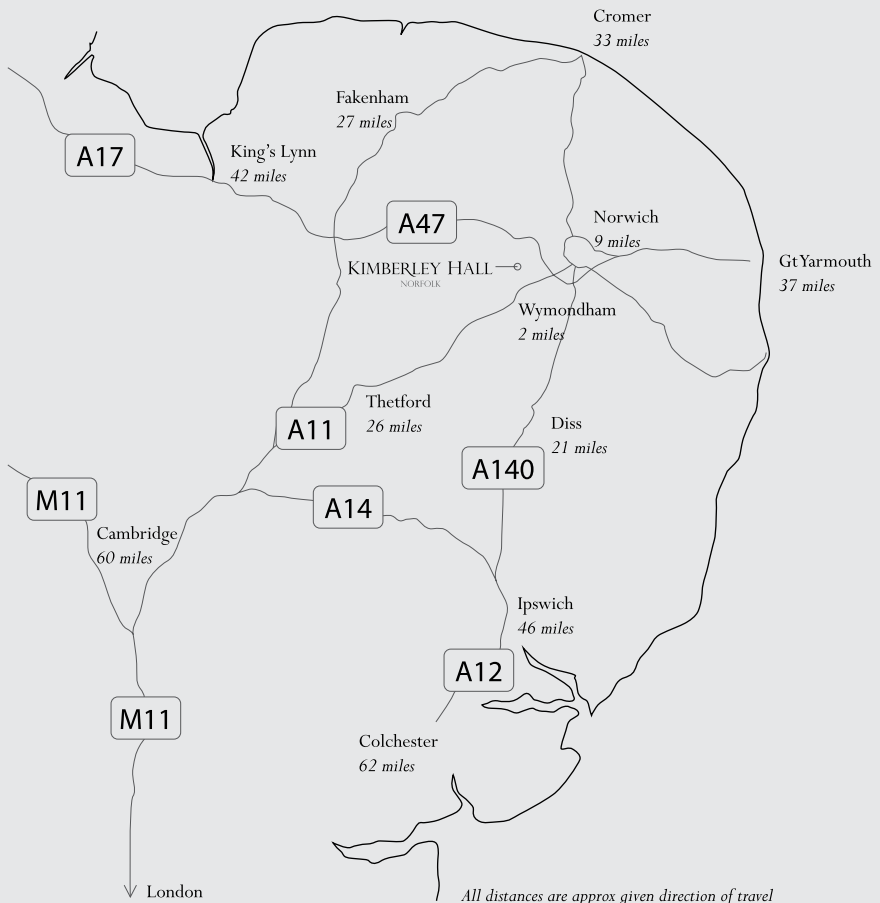 Cromer
33 miles
Fakenham
27 miles
A17
King's Lynn
42 miles
A47
Norwich
9 miles
KIMBERLEY HALL
NORFOLK
Gt Yarmouth
37 miles
Wymondham
2 miles
Thetford
26 miles
A11
Diss
21 miles
A140
M11
A14
Cambridge
60 miles
Ipswich
46 miles
A12
M11
Colchester
62 miles
London
All distances are approx given direction of travel